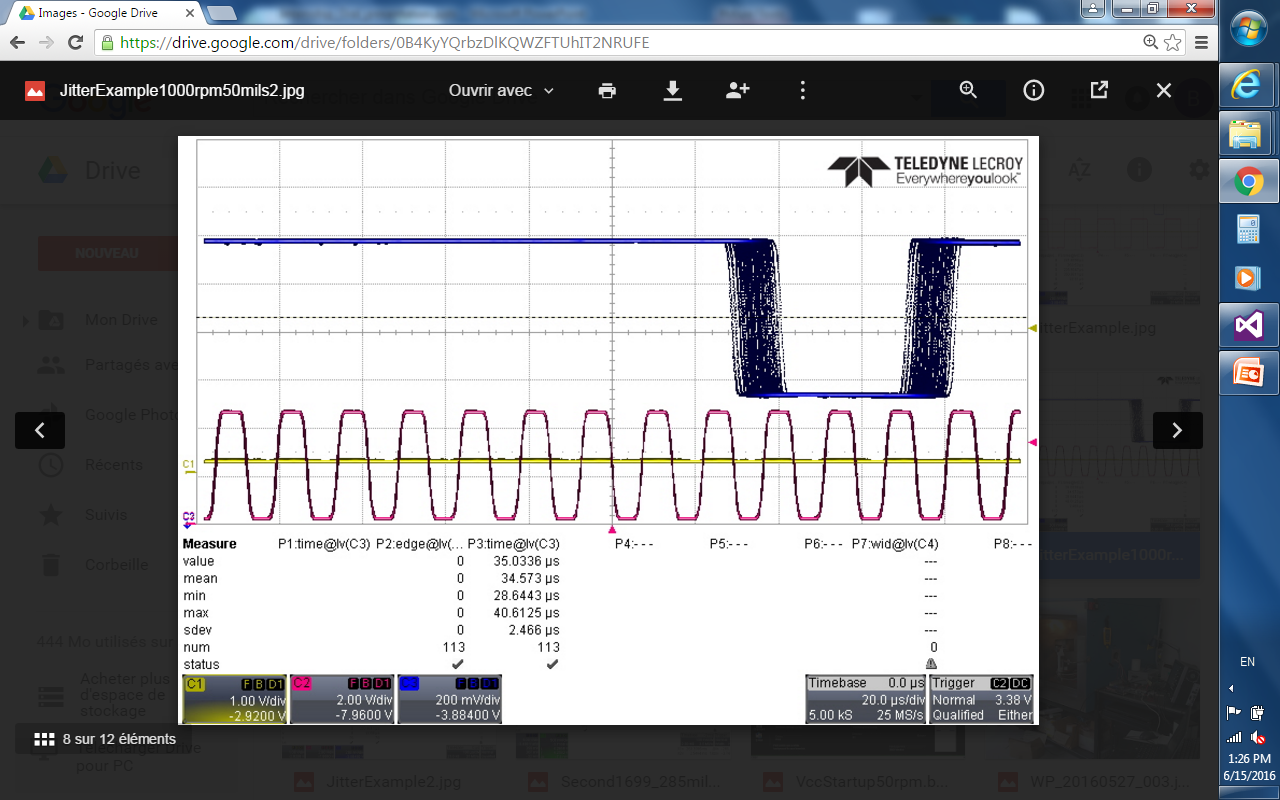 Images - Google Drive
https://drive.google.com/drive/folders/0B4KyYQrbzDlKQWZFTUhIT2NRUFE
JitterExample1000rpm50mils2.jpg
Ouvrir avec
Drive
NOUVEAU
Mon Drive
Partagés ave
Google Photo
Récents
Suivis
Corbeille
444 Mo utilisés sur
Acheter plus
d'espace de
stockage
Télécharger Drive
pour PC
TELEDYNE LECROY
Everywhereyoulook™
C1
C3
Measure P1:time@lv(C3) P2:edge@lv(... P3:time@lv(C3) P4:- - - P5:- - - P6:- - - P7:wid@lv(C4) P8:- - -
value 0 35.0336 µs ---
mean 0 34.573 µs ---
min 0 28.6443 µs ---
max 0 40.6125 µs ---
sdev 0 2.466 µs ---
num 113 113 0
status
C1 F B D1
1.00 V/div
-2.9200 V
C2 F B D1
2.00 V/div
-7.9600 V
C3 F B D1
200 mV/div
-3.88400 V
Timebase 0.0 µs
20.0 µs/div
5.00 kS 25 MS/s
Trigger C2 DC
Normal 3.38 V
Qualified Either
8 sur 12 éléments
itterExample.jpg
itterExample1000r...
JitterExample2.jpg
Second1699_285mil...
VccStartup50rpm.b...
WP_20160527_003.j...
EN
1:26 PM
6/15/2016